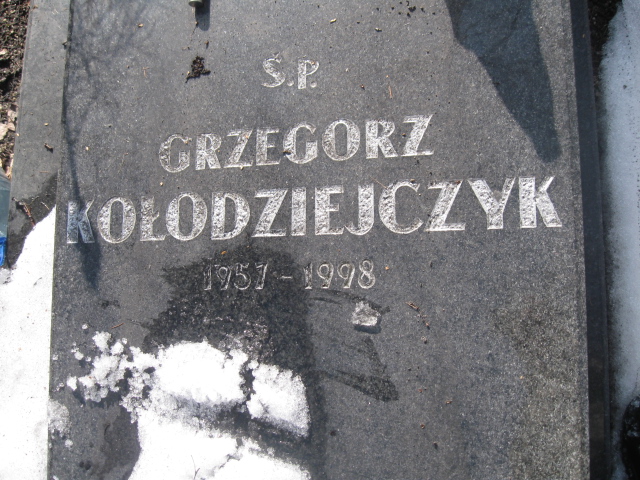 Ś.P.
GRZEGORZ
KOŁODZIEJCZYK
1957 - 1998